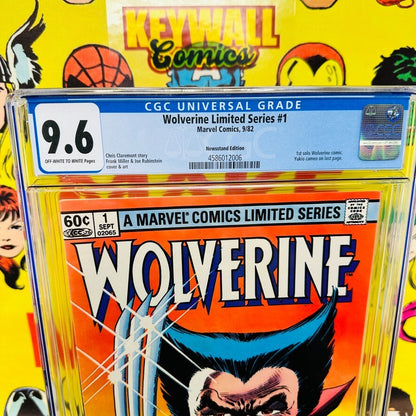 KEYWALL
Comics
CGC UNIVERSAL GRADE
9.6
OFF-WHITE TO WHITE Pages
Wolverine Limited Series #1
Marvel Comics, 9/82
Newsstand Edition
Chris Claremont story
Frank Miller & Joe Rubinstein
cover & art
4586012006
1st solo Wolverine comic.
Yukio cameo on last page.
60¢
1
SEPT
02065
A MARVEL COMICS LIMITED SERIES
WOLVERINE